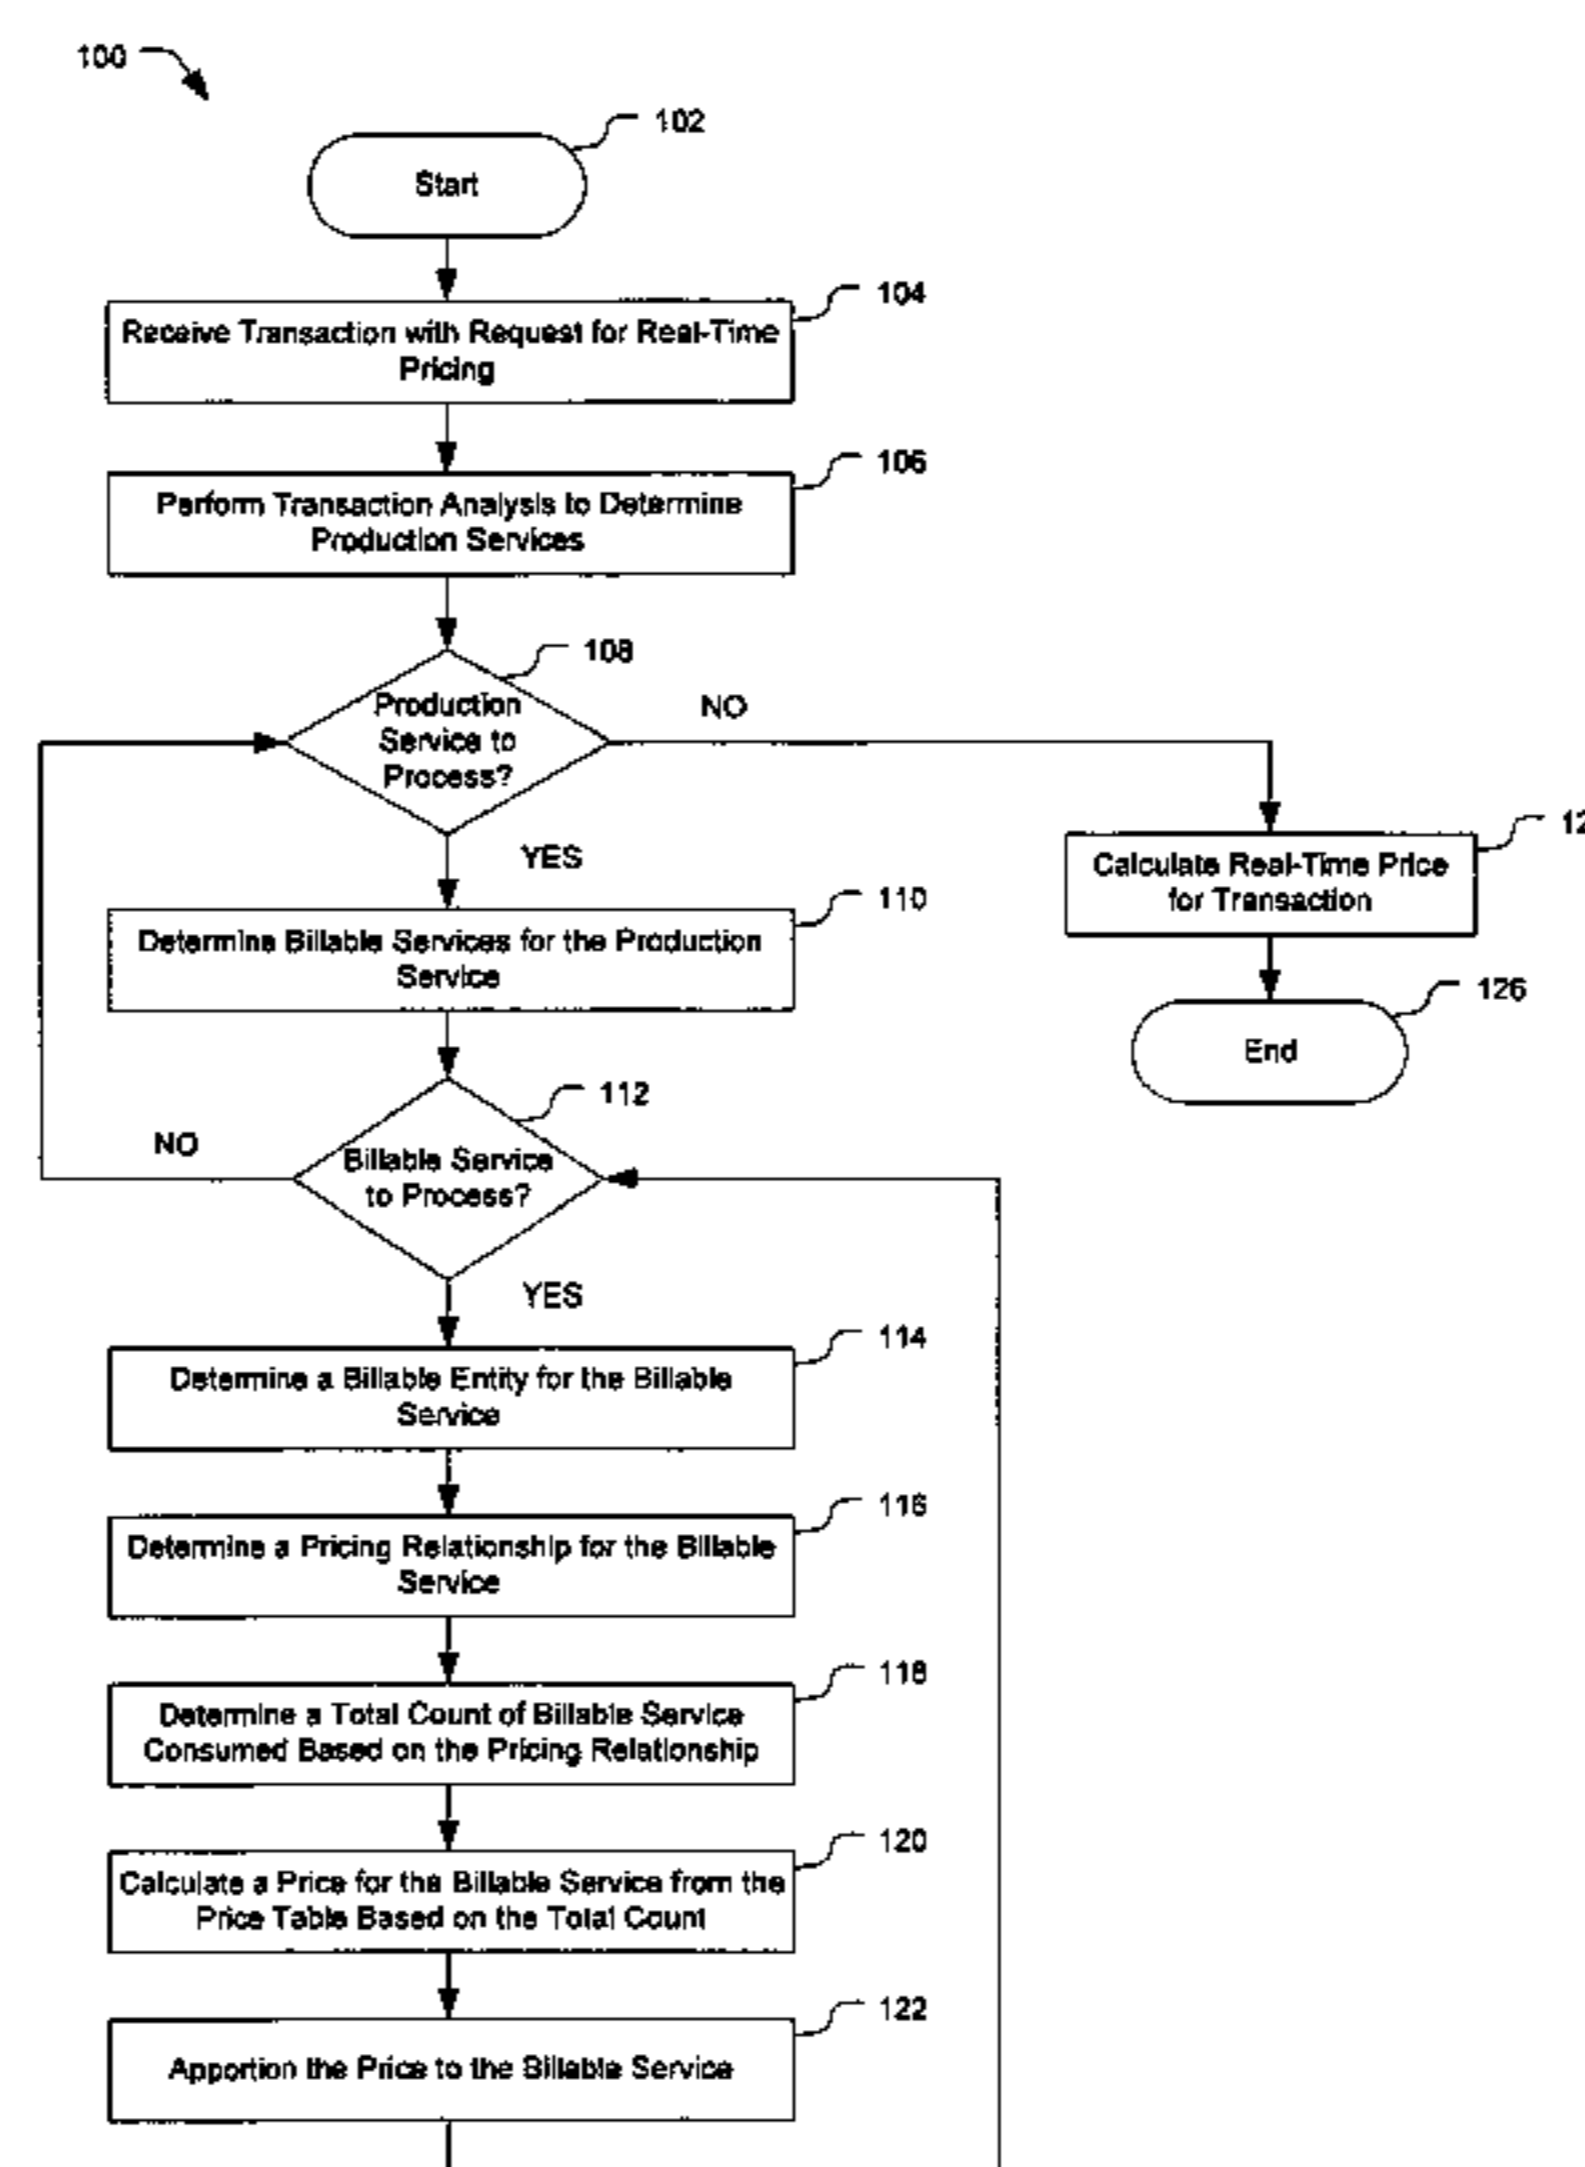 100
102
Start
104
Receive Transaction with Request for Real-Time
Pricing
106
Perform Transaction Analysis to Determine
Production Services
108
Production
Service to
Process?
NO
YES
12
Calculate Real-Time Price
for Transaction
110
Determine Billable Services for the Production
Service
126
End
112
NO
Billable Service
to Process?
YES
114
Determine a Billable Entity for the Billable
Service
116
Determine a Pricing Relationship for the Billable
Service
118
Determine a Total Count of Billable Service
Consumed Based on the Pricing Relationship
120
Calculate a Price for the Billable Service from the
Price Table Based on the Total Count
122
Apportion the Price to the Billable Service